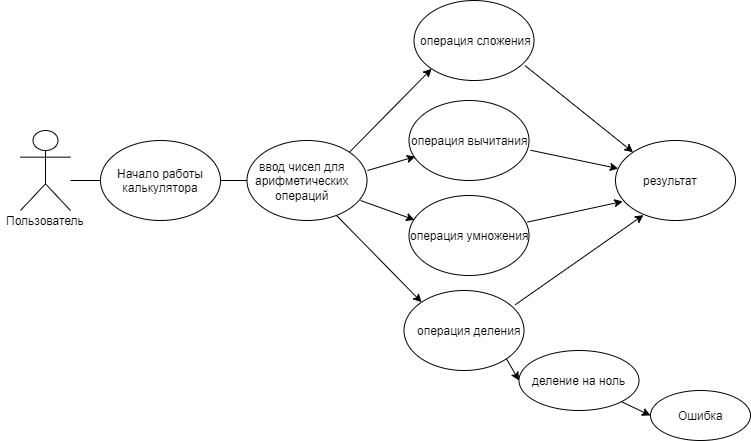 Пользователь
Начало работы
калькулятора
ввод чисел для
арифметических
операций
операция сложения
операция вычитания
операция умножения
операция деления
результат
деление на ноль
Ошибка